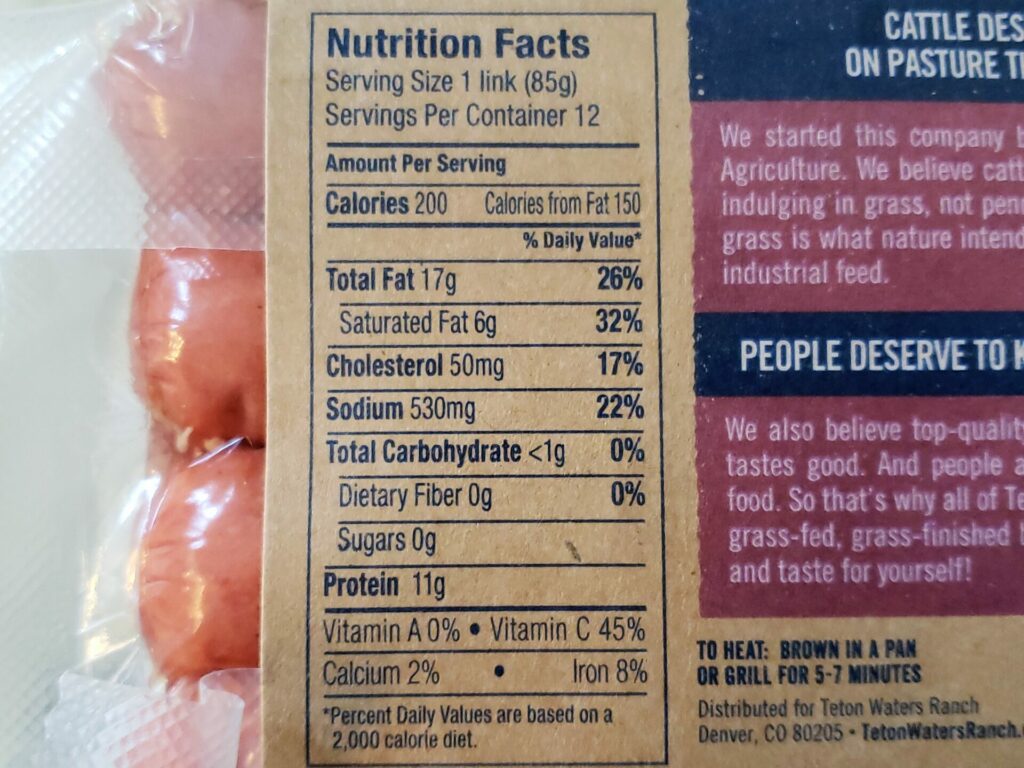 Nutrition Facts
Serving Size 1 link (85g)
Servings Per Container 12
Amount Per Serving
Calories 200 Calories from Fat 150
% Daily Value*
Total Fat 17g 26%
Saturated Fat 6g 32%
Cholesterol 50mg 17%
Sodium 530mg 22%
Total Carbohydrate <1g 0%
Dietary Fiber 0g 0%
Sugars 0g
Protein 11g
Vitamin A 0% • Vitamin C 45%
Calcium 2% • Iron 8%
*Percent Daily Values are based on a
2,000 calorie diet.
CATTLE DES
ON PASTURE
We started this company
Agriculture. We believe catt
indulging in grass, not pen
grass is what nature intend
industrial feed.
PEOPLE DESERVE TO K
We also believe top-quality
tastes good. And people a
food. So that's why all of Te
grass-fed, grass-finished
and taste for yourself!
TO HEAT: BROWN IN A PAN
OR GRILL FOR 5-7 MINUTES
Distributed for Teton Waters Ranch
Denver, CO 80205 • TetonWatersRanch.